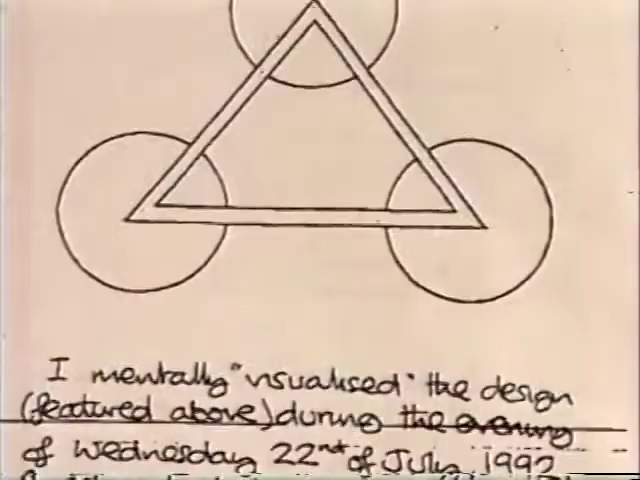 I mentally "visualised" the design
(featured above) during the evening
of Wednesday 22nd of July 1992